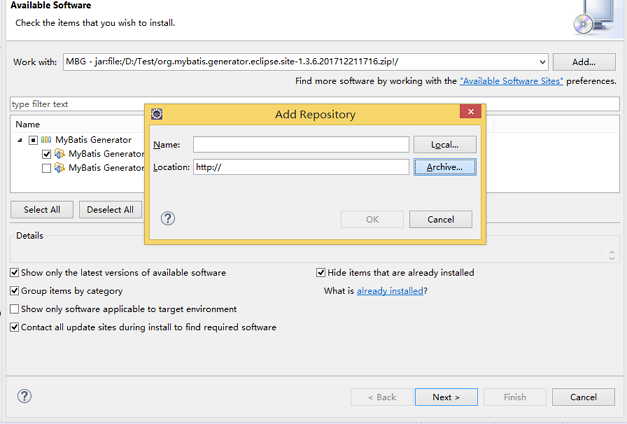 Available Software
Check the items that you wish to install.
Work with: MBG - jar:file:/D:/Test/org.mybatis.generator.eclipse.site-1.3.6.201712211716.zip!/ Add...
Find more software by working with the "Available Software Sites" preferences.
type filter text
Name
MyBatis Generator
MyBatis Generator
MyBatis Generator
Add Repository
Name: Local...
Location: http:// Archive...
OK Cancel
Select All Deselect All
Details
Show only the latest versions of available software Hide items that are already installed
Group items by category What is already installed?
Show only software applicable to target environment
Contact all update sites during install to find required software
< Back Next > Finish Cancel